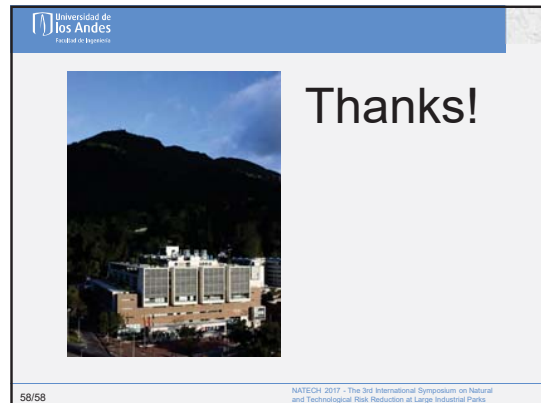 Universidad de
los Andes
Facultad de Ingeniería
Thanks!
58/58
NATECH 2017 - The 3rd International Symposium on Natural
and Technological Risk Reduction at Large Industrial Parks